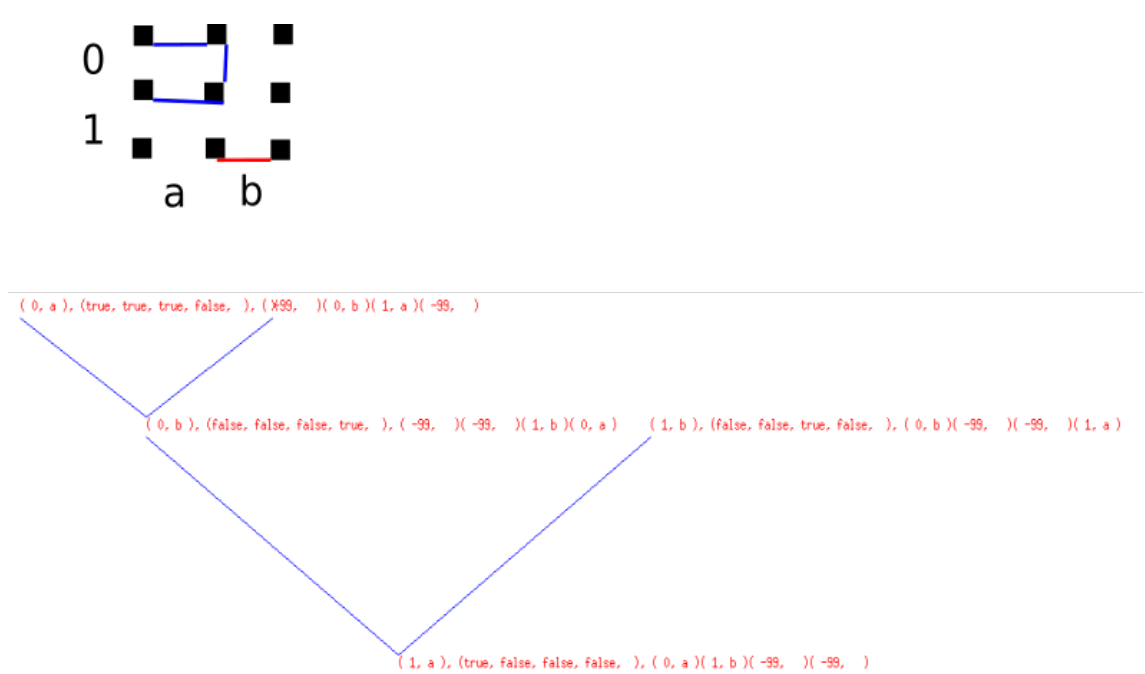 0
1
a b
( 0, a ), (true, true, true, false,  ), ( -99,  )( 0, b )( 1, a )( -99,  )
( 0, b ), (false, false, false, true,  ), ( -99,  )( -99,  )( 1, b )( 0, a )
( 1, b ), (false, false, true, false,  ), ( 0, b )( -99,  )( -99,  )( 1, a )
( 1, a ), (true, false, false, false,  ), ( 0, a )( 1, b )( -99,  )( -99,  )